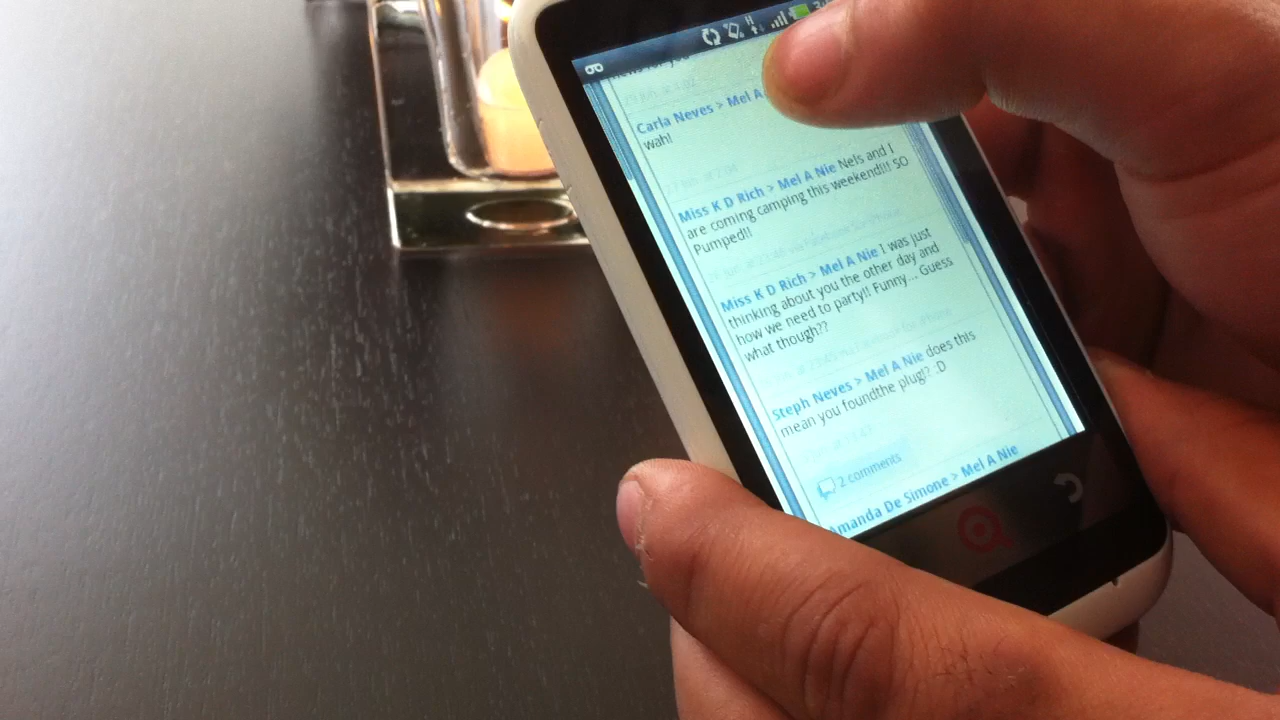 Carla Neves > Mel A
wah!
Miss K D Rich > Mel A Nie Nels and I
are coming camping this weekend!!! SO
Pumped!!
Miss K D Rich > Mel A Nie I was just
thinking about you the other day and
how we need to party!! Funny... Guess
what though??
Steph Neves > Mel A Nie does this
mean you foundthe plug!? :D
2 comments
Amanda De Simone > Mel A Nie